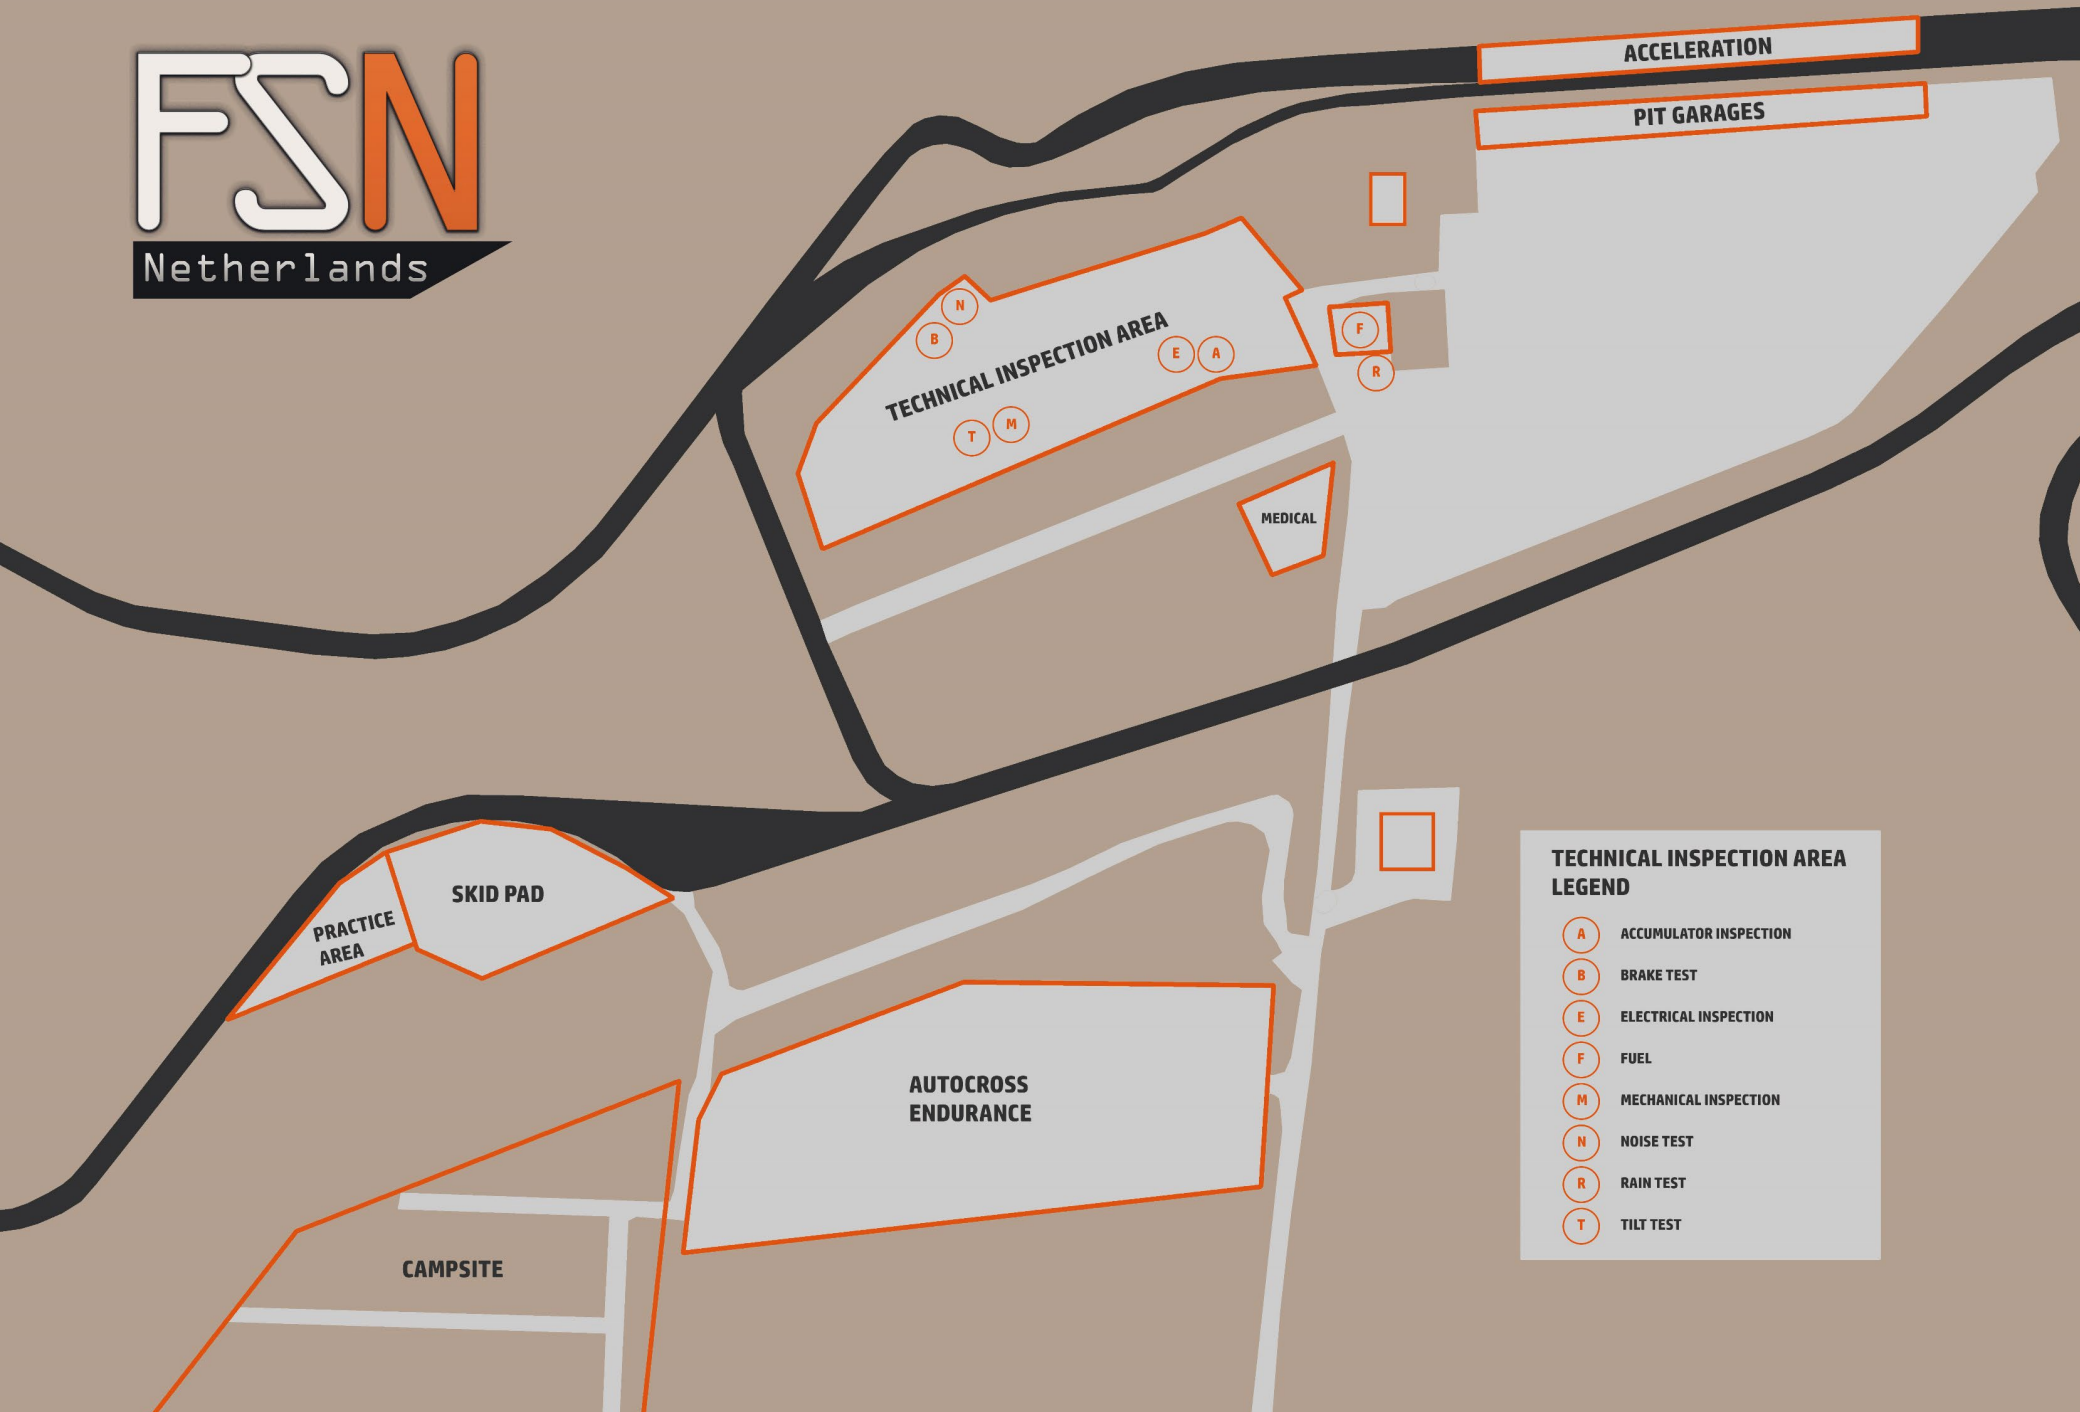 FSN
Netherlands
ACCELERATION
PIT GARAGES
N
B
TECHNICAL INSPECTION AREA
E
A
F
R
T
M
MEDICAL
SKID PAD
PRACTICE
AREA
AUTOCROSS
ENDURANCE
CAMPSITE
TECHNICAL INSPECTION AREA
LEGEND
A ACCUMULATOR INSPECTION
B BRAKE TEST
E ELECTRICAL INSPECTION
F FUEL
M MECHANICAL INSPECTION
N NOISE TEST
R RAIN TEST
T TILT TEST